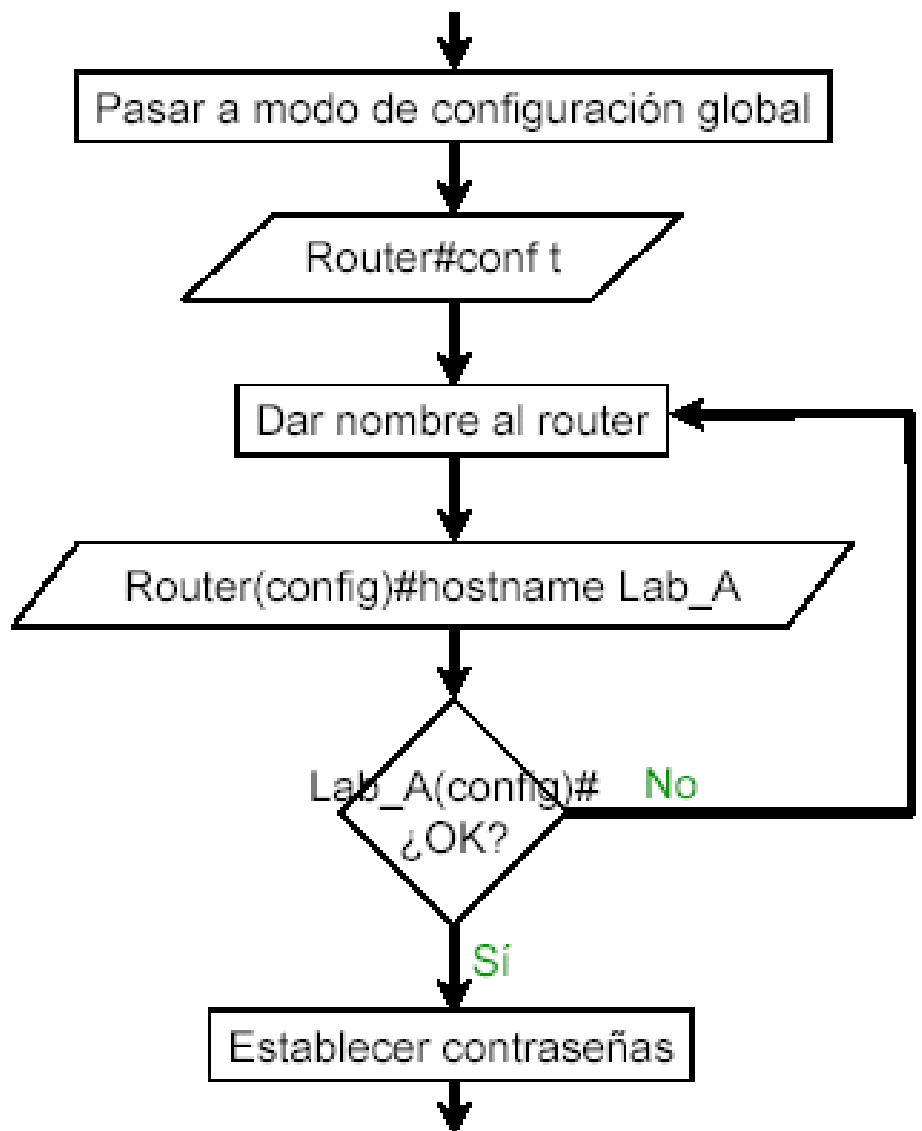 Pasar a modo de configuración global
Router#conf t
Dar nombre al router
Router(config)#hostname Lab_A
Lab_A(config)#
¿OK?
No
Sí
Establecer contraseñas